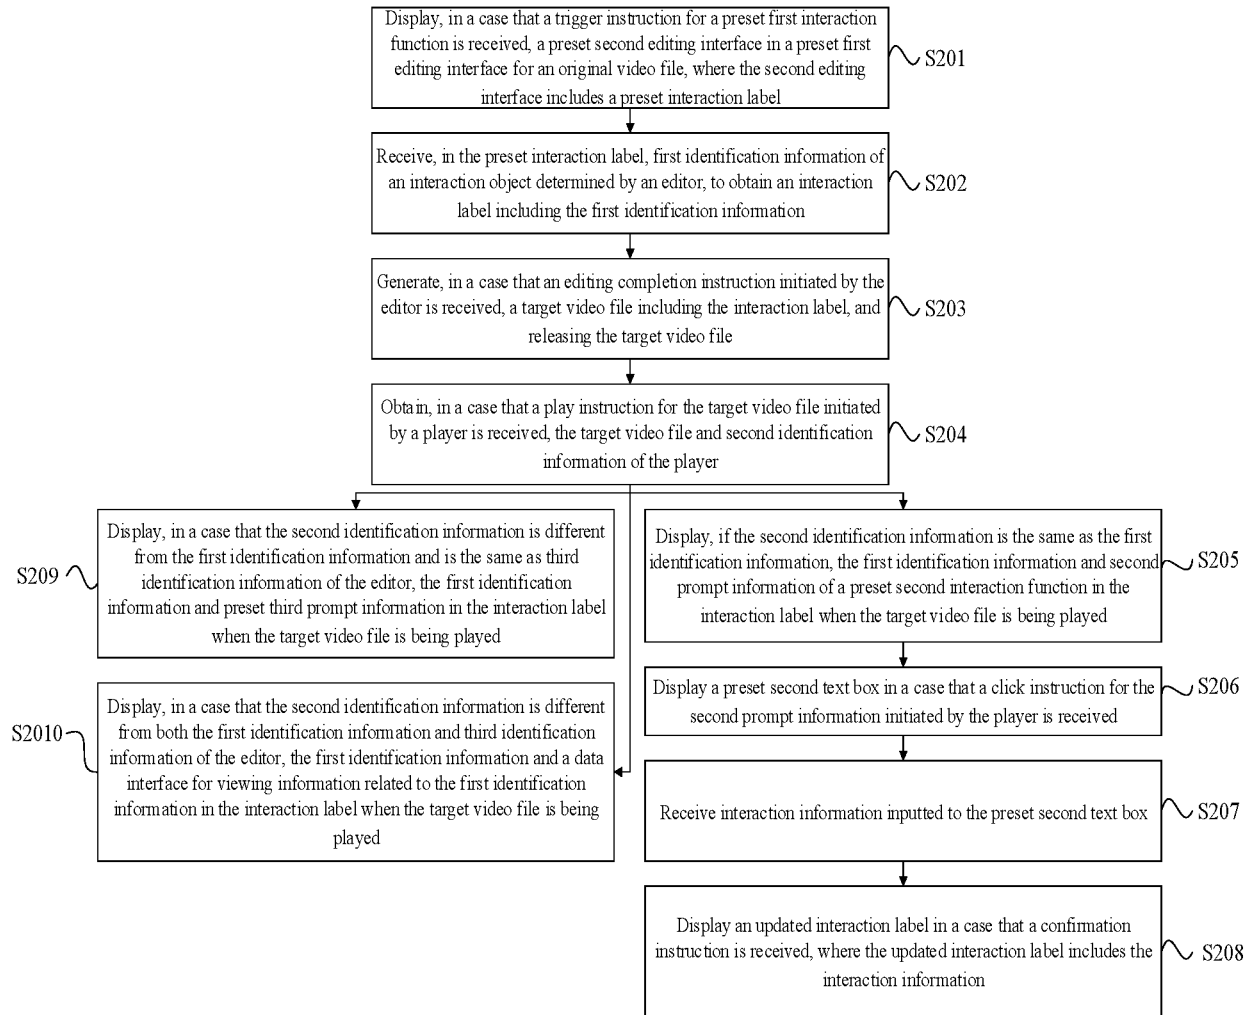 Display, in a case that a trigger instruction for a preset first interaction
function is received, a preset second editing interface in a preset first
editing interface for an original video file, where the second editing
interface includes a preset interaction label
S201
Receive, in the preset interaction label, first identification information of
an interaction object determined by an editor, to obtain an interaction
label including the first identification information
S202
Generate, in a case that an editing completion instruction initiated by the
editor is received, a target video file including the interaction label, and
releasing the target video file
S203
Obtain, in a case that a play instruction for the target video file initiated
by a player is received, the target video file and second identification
information of the player
S204
Display, in a case that the second identification information is different
from the first identification information and is the same as third
identification information of the editor, the first identification
information and preset third prompt information in the interaction label
when the target video file is being played
S209
Display, if the second identification information is the same as the first
identification information, the first identification information and second
prompt information of a preset second interaction function in the
interaction label when the target video file is being played
S205
Display a preset second text box in a case that a click instruction for the
second prompt information initiated by the player is received
S206
Display, in a case that the second identification information is different
from both the first identification information and third identification
information of the editor, the first identification information and a data
interface for viewing information related to the first identification
information in the interaction label when the target video file is being
played
S2010
Receive interaction information inputted to the preset second text box
S207
Display an updated interaction label in a case that a confirmation
instruction is received, where the updated interaction label includes the
interaction information
S208